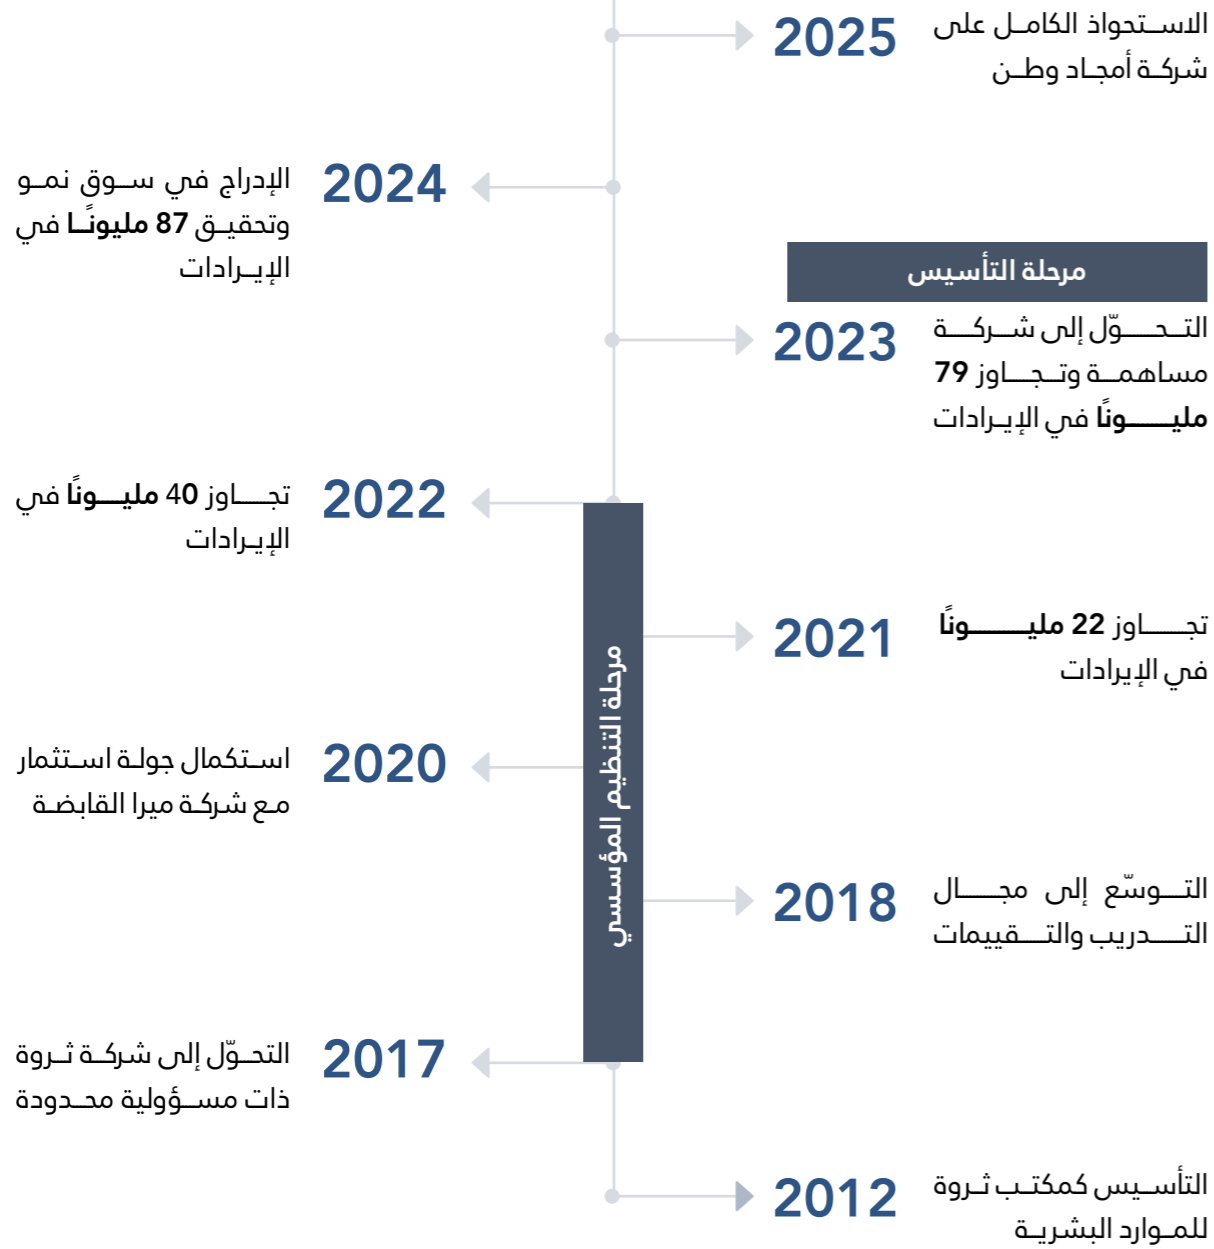 2025
الاستحواذ الكامل على
شركة أمجاد وطن
2024
الإدراج في سوق نمو
وتحقيق 87 مليونًا في
الإيرادات
مرحلة التأسيس
2023
التحوّل إلى شركة
مساهمة وتجاوز 79
مليونًا في الإيرادات
2022
تجاوز 40 مليونًا في
الإيرادات
مرحلة التنظيم المؤسسي
2021
تجاوز 22 مليونًا
في الإيرادات
2020
استكمال جولة استثمار
مع شركة ميرا القابضة
2018
التوسّع إلى مجال
التدريب والتقييمات
2017
التحوّل إلى شركة ثروة
ذات مسؤولية محدودة
2012
التأسيس كمكتب ثروة
للموارد البشرية